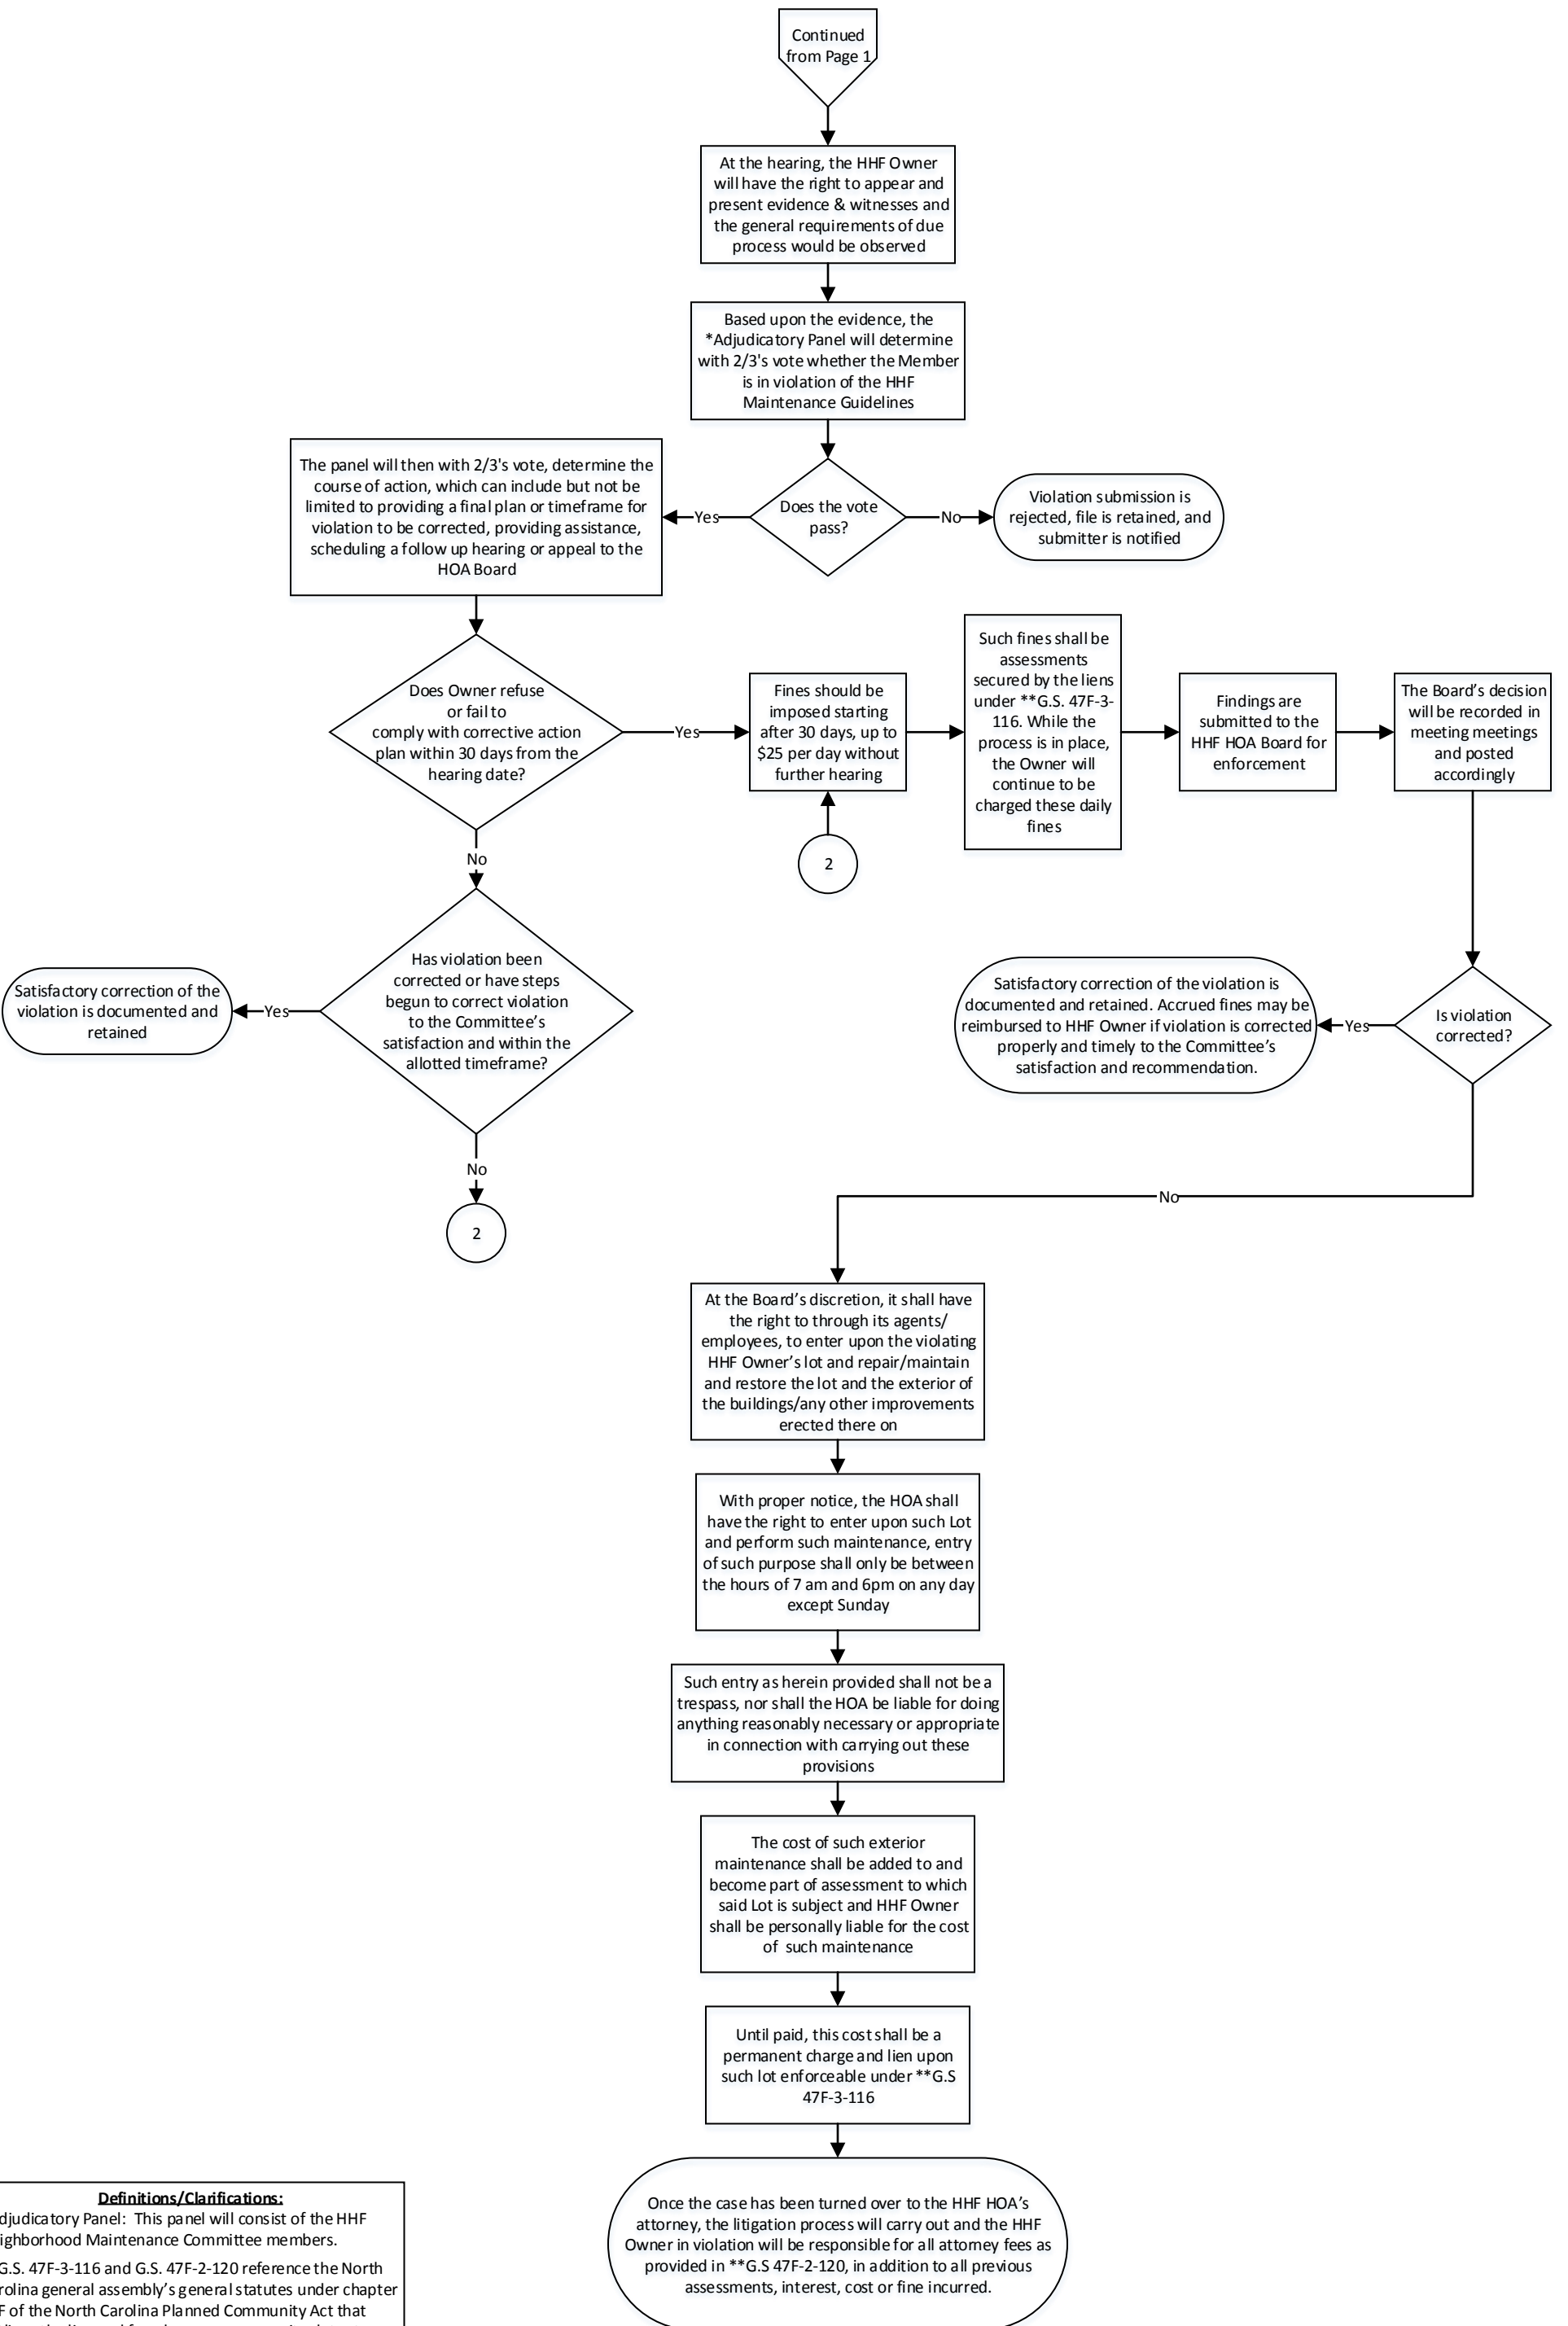 Continued
from Page 1
At the hearing, the HHF Owner
will have the right to appear and
present evidence & witnesses and
the general requirements of due
process would be observed
Based upon the evidence, the
*Adjudicatory Panel will determine
with 2/3's vote whether the Member
is in violation of the HHF
Maintenance Guidelines
Does the vote
pass?
Yes
No
The panel will then with 2/3's vote, determine the
course of action, which can include but not be
limited to providing a final plan or timeframe for
violation to be corrected, providing assistance,
scheduling a follow up hearing or appeal to the
HOA Board
Violation submission is
rejected, file is retained, and
submitter is notified
Does Owner refuse
or fail to
comply with corrective action
plan within 30 days from the
hearing date?
Yes
Fines should be
imposed starting
after 30 days, up to
$25 per day without
further hearing
2
Such fines shall be
assessments
secured by the liens
under **G.S. 47F-3-
116. While the
process is in place,
the Owner will
continue to be
charged these daily
fines
Findings are
submitted to the
HHF HOA Board for
enforcement
The Board’s decision
will be recorded in
meeting meetings
and posted
accordingly
No
Has violation been
corrected or have steps
begun to correct violation
to the Committee’s
satisfaction and within the
allotted timeframe?
Yes
Satisfactory correction of the
violation is documented and
retained
No
2
Is violation
corrected?
Yes
Satisfactory correction of the violation is
documented and retained. Accrued fines may be
reimbursed to HHF Owner if violation is corrected
properly and timely to the Committee’s
satisfaction and recommendation.
No
At the Board’s discretion, it shall have
the right to through its agents/
employees, to enter upon the violating
HHF Owner’s lot and repair/maintain
and restore the lot and the exterior of
the buildings/any other improvements
erected there on
With proper notice, the HOA shall
have the right to enter upon such Lot
and perform such maintenance, entry
of such purpose shall only be between
the hours of 7 am and 6pm on any day
except Sunday
Such entry as herein provided shall not be a
trespass, nor shall the HOA be liable for doing
anything reasonably necessary or appropriate
in connection with carrying out these
provisions
The cost of such exterior
maintenance shall be added to and
become part of assessment to which
said Lot is subject and HHF Owner
shall be personally liable for the cost
of such maintenance
Until paid, this cost shall be a
permanent charge and lien upon
such lot enforceable under **G.S
47F-3-116
Once the case has been turned over to the HHF HOA’s
attorney, the litigation process will carry out and the HHF
Owner in violation will be responsible for all attorney fees as
provided in **G.S 47F-2-120, in addition to all previous
assessments, interest, cost or fine incurred.
Definitions/Clarifications:
djudicatory Panel: This panel will consist of the HHF
ighborhood Maintenance Committee members.
G.S. 47F-3-116 and G.S. 47F-2-120 reference the North
rolina general assembly’s general statutes under chapter
F of the North Carolina Planned Community Act that